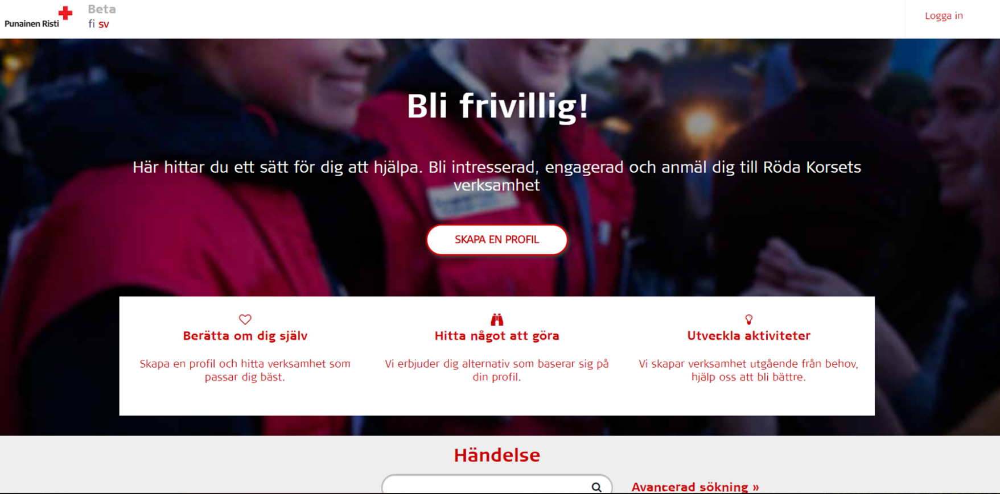 Punainen Risti
Beta
fi sv
Logga in
Bli frivillig!
Här hittar du ett sätt för dig att hjälpa. Bli intresserad, engagerad och anmäl dig till Röda Korsets
verksamhet
SKAPA EN PROFIL
Berätta om dig själv
Skapa en profil och hitta verksamhet som
passar dig bäst.
Hitta något att göra
Vi erbjuder dig alternativ som baserar sig på
din profil.
Utveckla aktiviteter
Vi skapar verksamhet utgående från behov,
hjälp oss att bli bättre.
Händelse
Avancerad sökning »